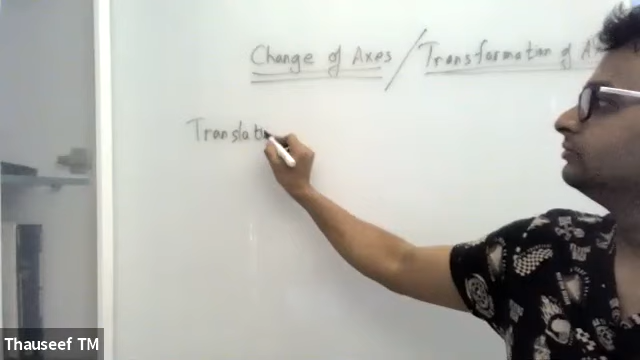 Change of Axes / Transformation of
Translati
Thauseef TM